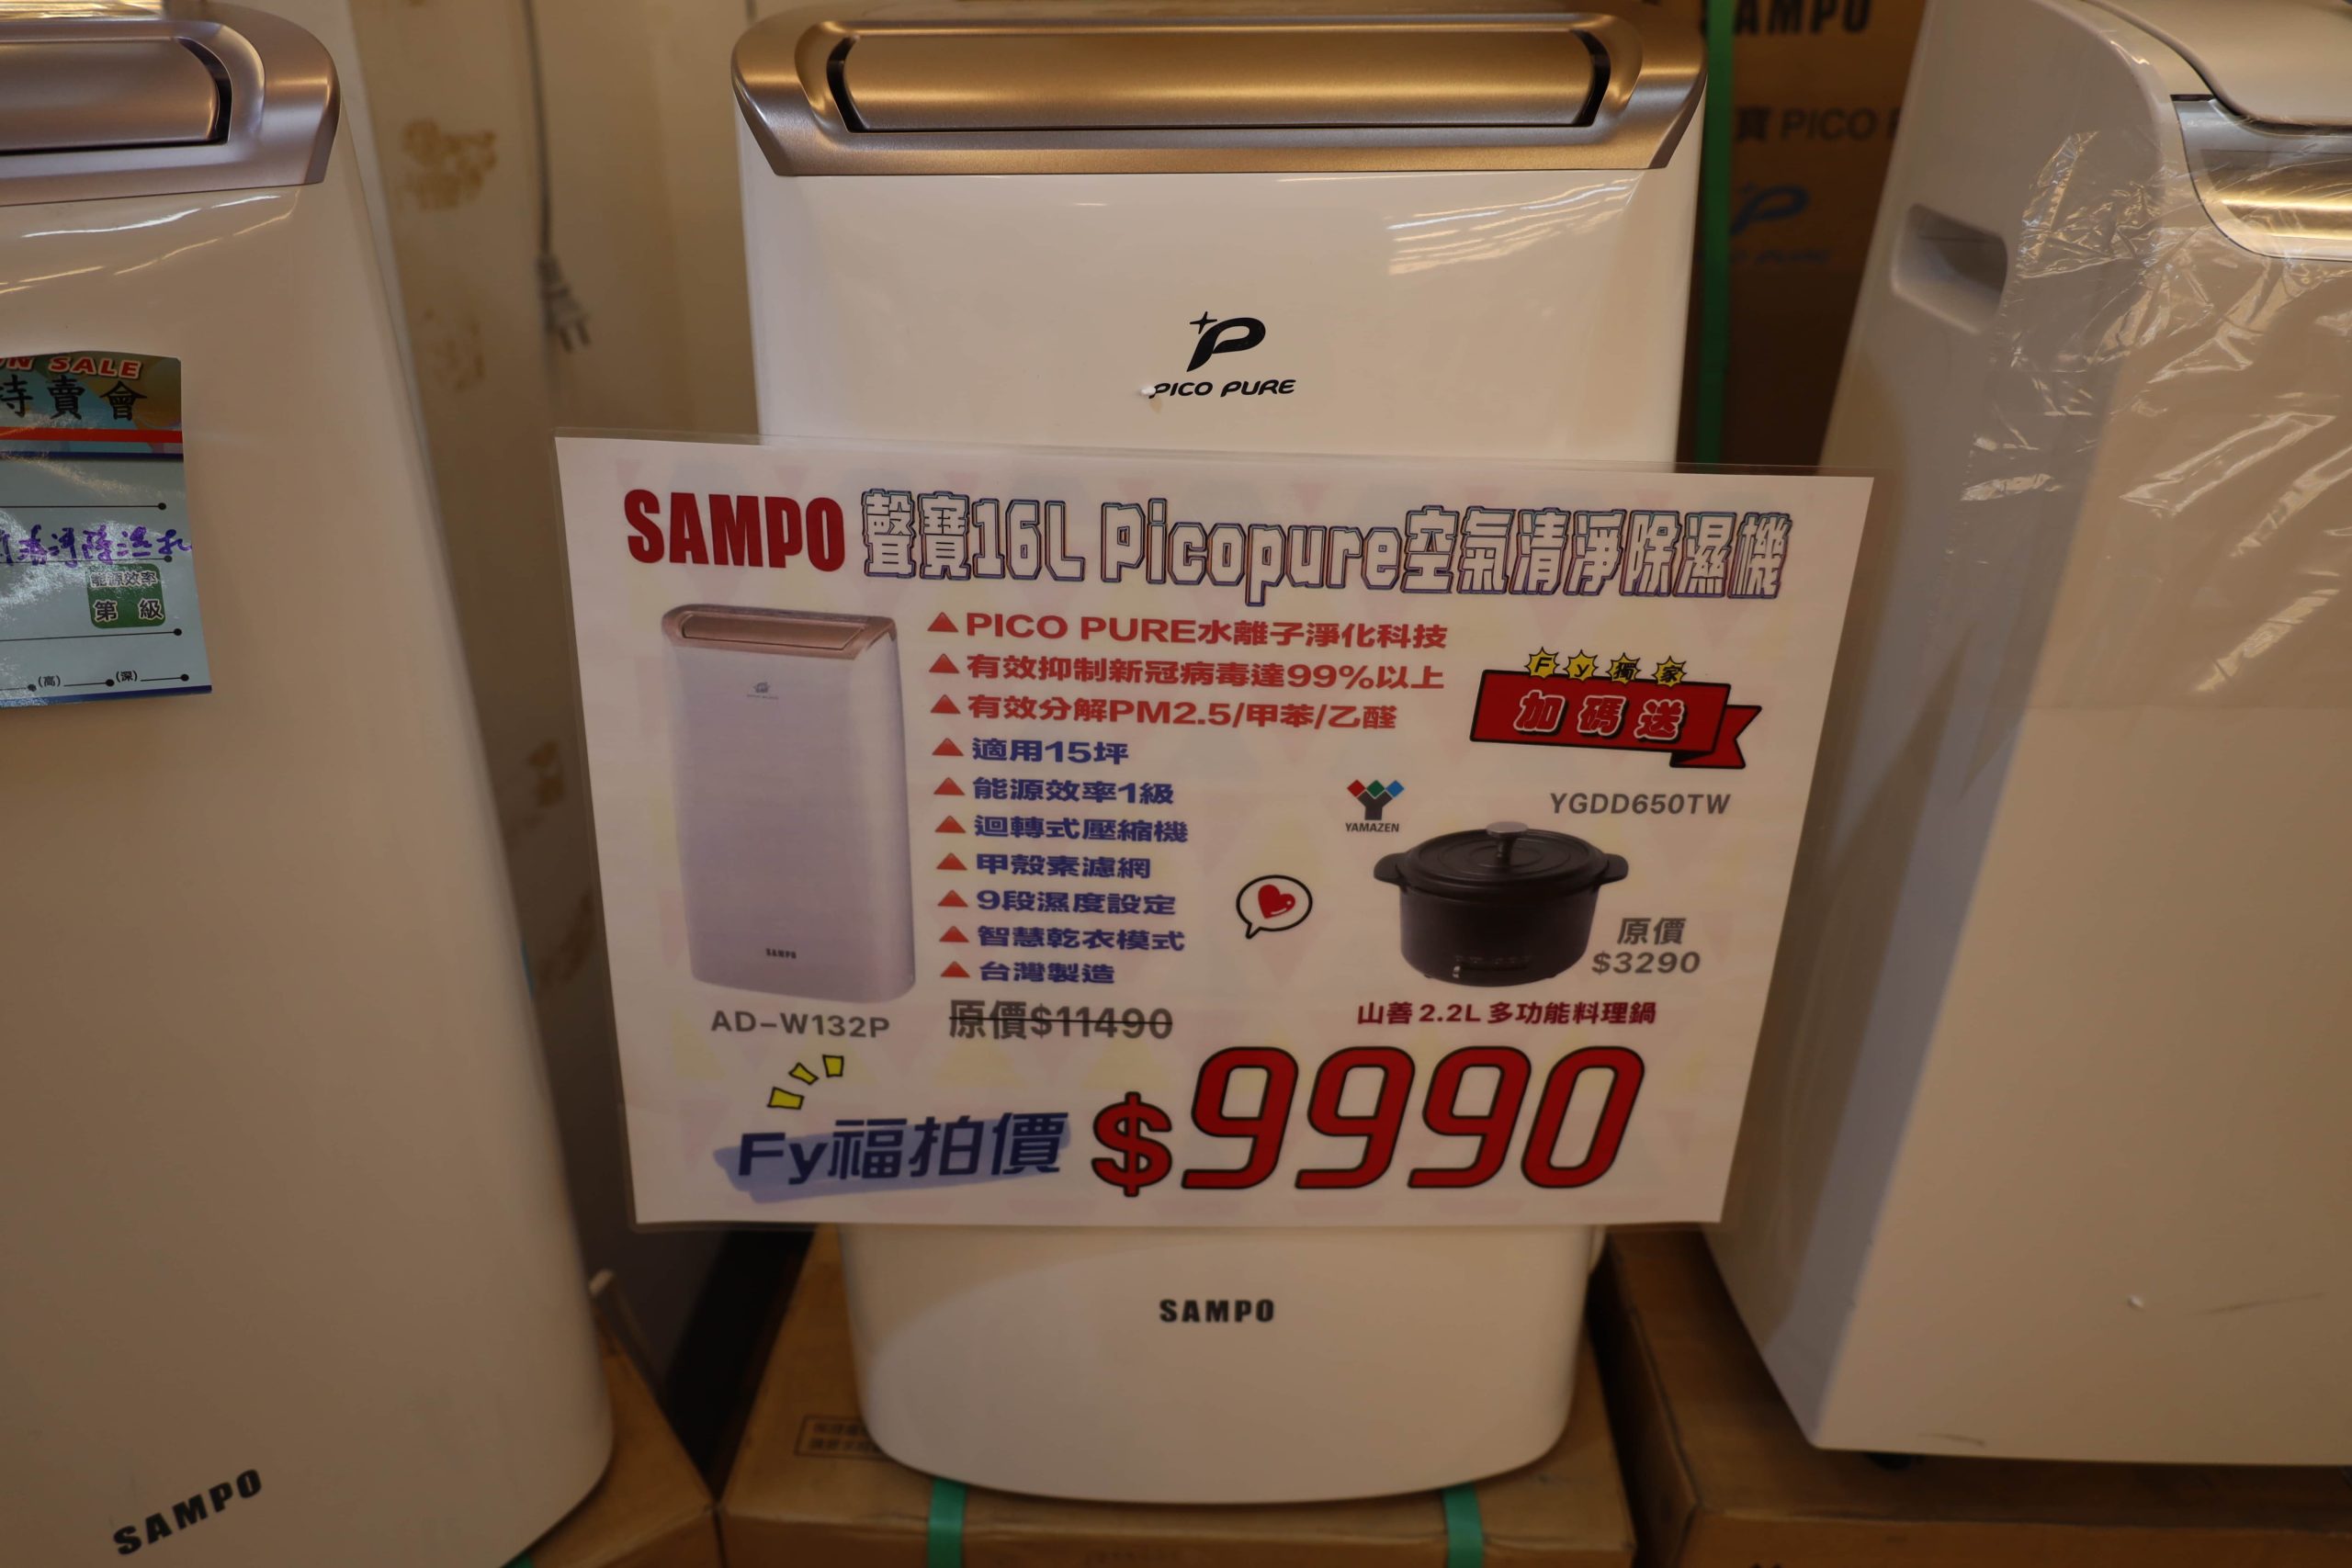 AMPO
寶 PICO P
PICO PURE
ON SALE
特賣會
能源效率
第 級
(高)
(深)
SAMPO 聲寶16L Picopure空氣清淨除濕機
PICO PURE水離子淨化科技
有效抑制新冠病毒達99%以上
有效分解PM2.5/甲苯/乙醛
適用15坪
能源效率1級
迴轉式壓縮機
甲殼素濾網
9段濕度設定
智慧乾衣模式
台灣製造
SAMPO
AD-W132P
原價$11490
Fy獨家
加碼送
YAMAZEN
YGDD650TW
原價
$3290
山善 2.2L 多功能料理鍋
Fy福拍價 $9990
SAMPO
SAMPO